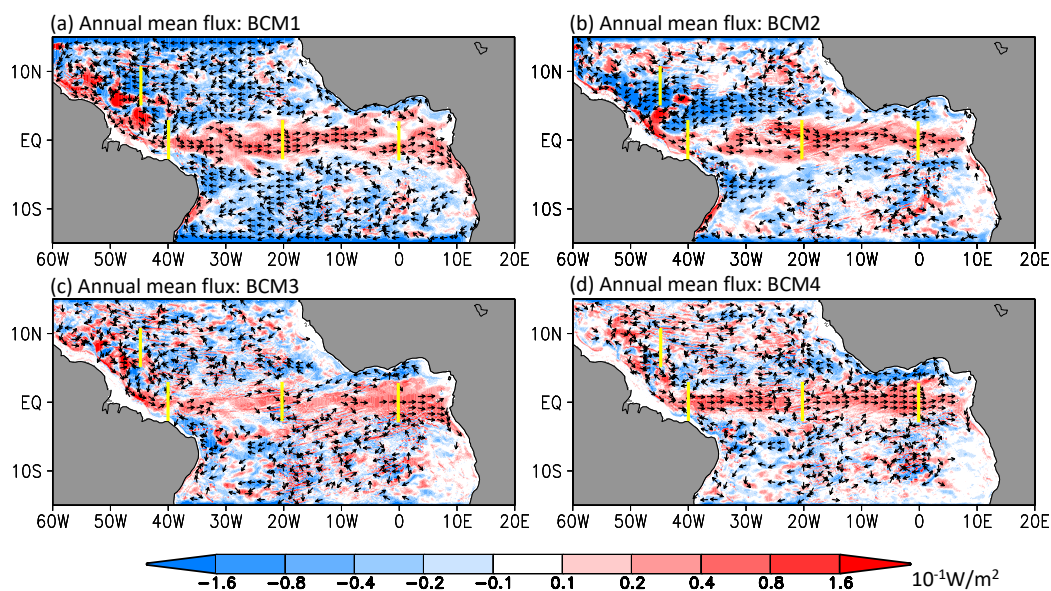 (a) Annual mean flux: BCM1
(b) Annual mean flux: BCM2
10N
EQ
10S
60W 50W 40W 30W 20W 10W 0 10E 20E
10N
EQ
10S
60W 50W 40W 30W 20W 10W 0 10E 20E
(c) Annual mean flux: BCM3
(d) Annual mean flux: BCM4
10N
EQ
10S
60W 50W 40W 30W 20W 10W 0 10E 20E
10N
EQ
10S
60W 50W 40W 30W 20W 10W 0 10E 20E
−1.6 −0.8 −0.4 −0.2 −0.1 0.1 0.2 0.4 0.8 1.6 10⁻¹W/m²